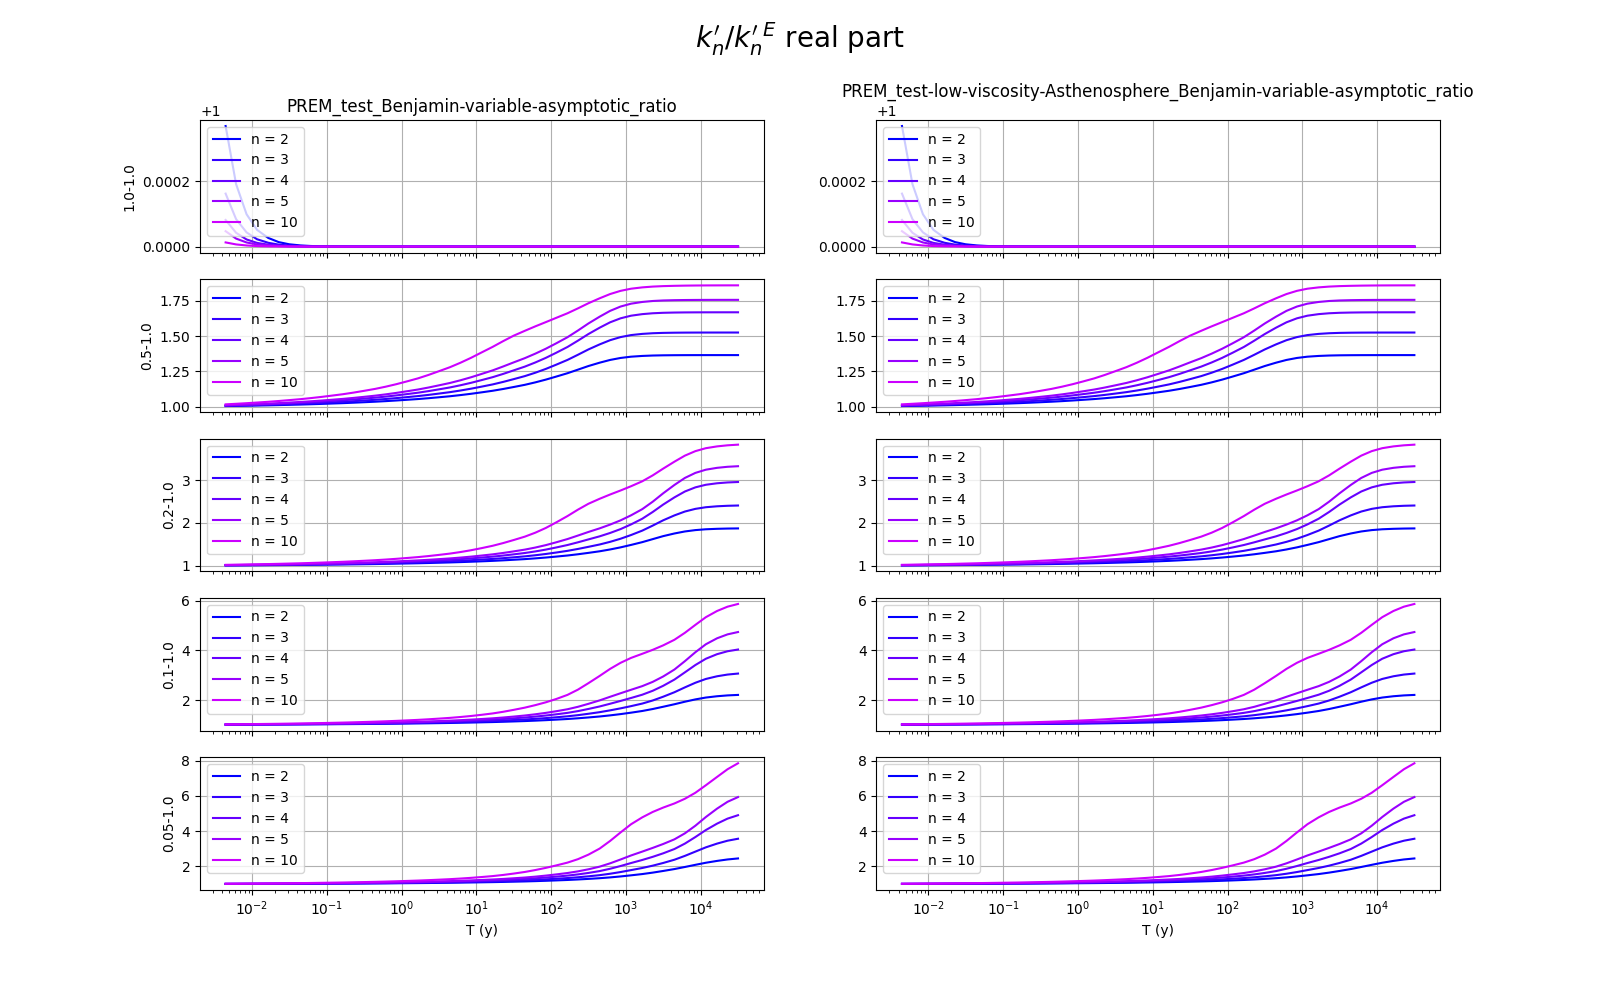 k′ₙ/k′ₙᴱ real part
PREM_test_Benjamin-variable-asymptotic_ratio
+1
1.0-1.0
0.0002
0.0000
n = 2
n = 3
n = 4
n = 5
n = 10
0.5-1.0
1.75
1.50
1.25
1.00
n = 2
n = 3
n = 4
n = 5
n = 10
0.2-1.0
3
2
1
n = 2
n = 3
n = 4
n = 5
n = 10
0.1-1.0
6
4
2
n = 2
n = 3
n = 4
n = 5
n = 10
0.05-1.0
8
6
4
2
n = 2
n = 3
n = 4
n = 5
n = 10
10⁻² 10⁻¹ 10⁰ 10¹ 10² 10³ 10⁴
T (y)
PREM_test-low-viscosity-Asthenosphere_Benjamin-variable-asymptotic_ratio
+1
0.0002
0.0000
n = 2
n = 3
n = 4
n = 5
n = 10
1.75
1.50
1.25
1.00
n = 2
n = 3
n = 4
n = 5
n = 10
3
2
1
n = 2
n = 3
n = 4
n = 5
n = 10
6
4
2
n = 2
n = 3
n = 4
n = 5
n = 10
8
6
4
2
n = 2
n = 3
n = 4
n = 5
n = 10
10⁻² 10⁻¹ 10⁰ 10¹ 10² 10³ 10⁴
T (y)